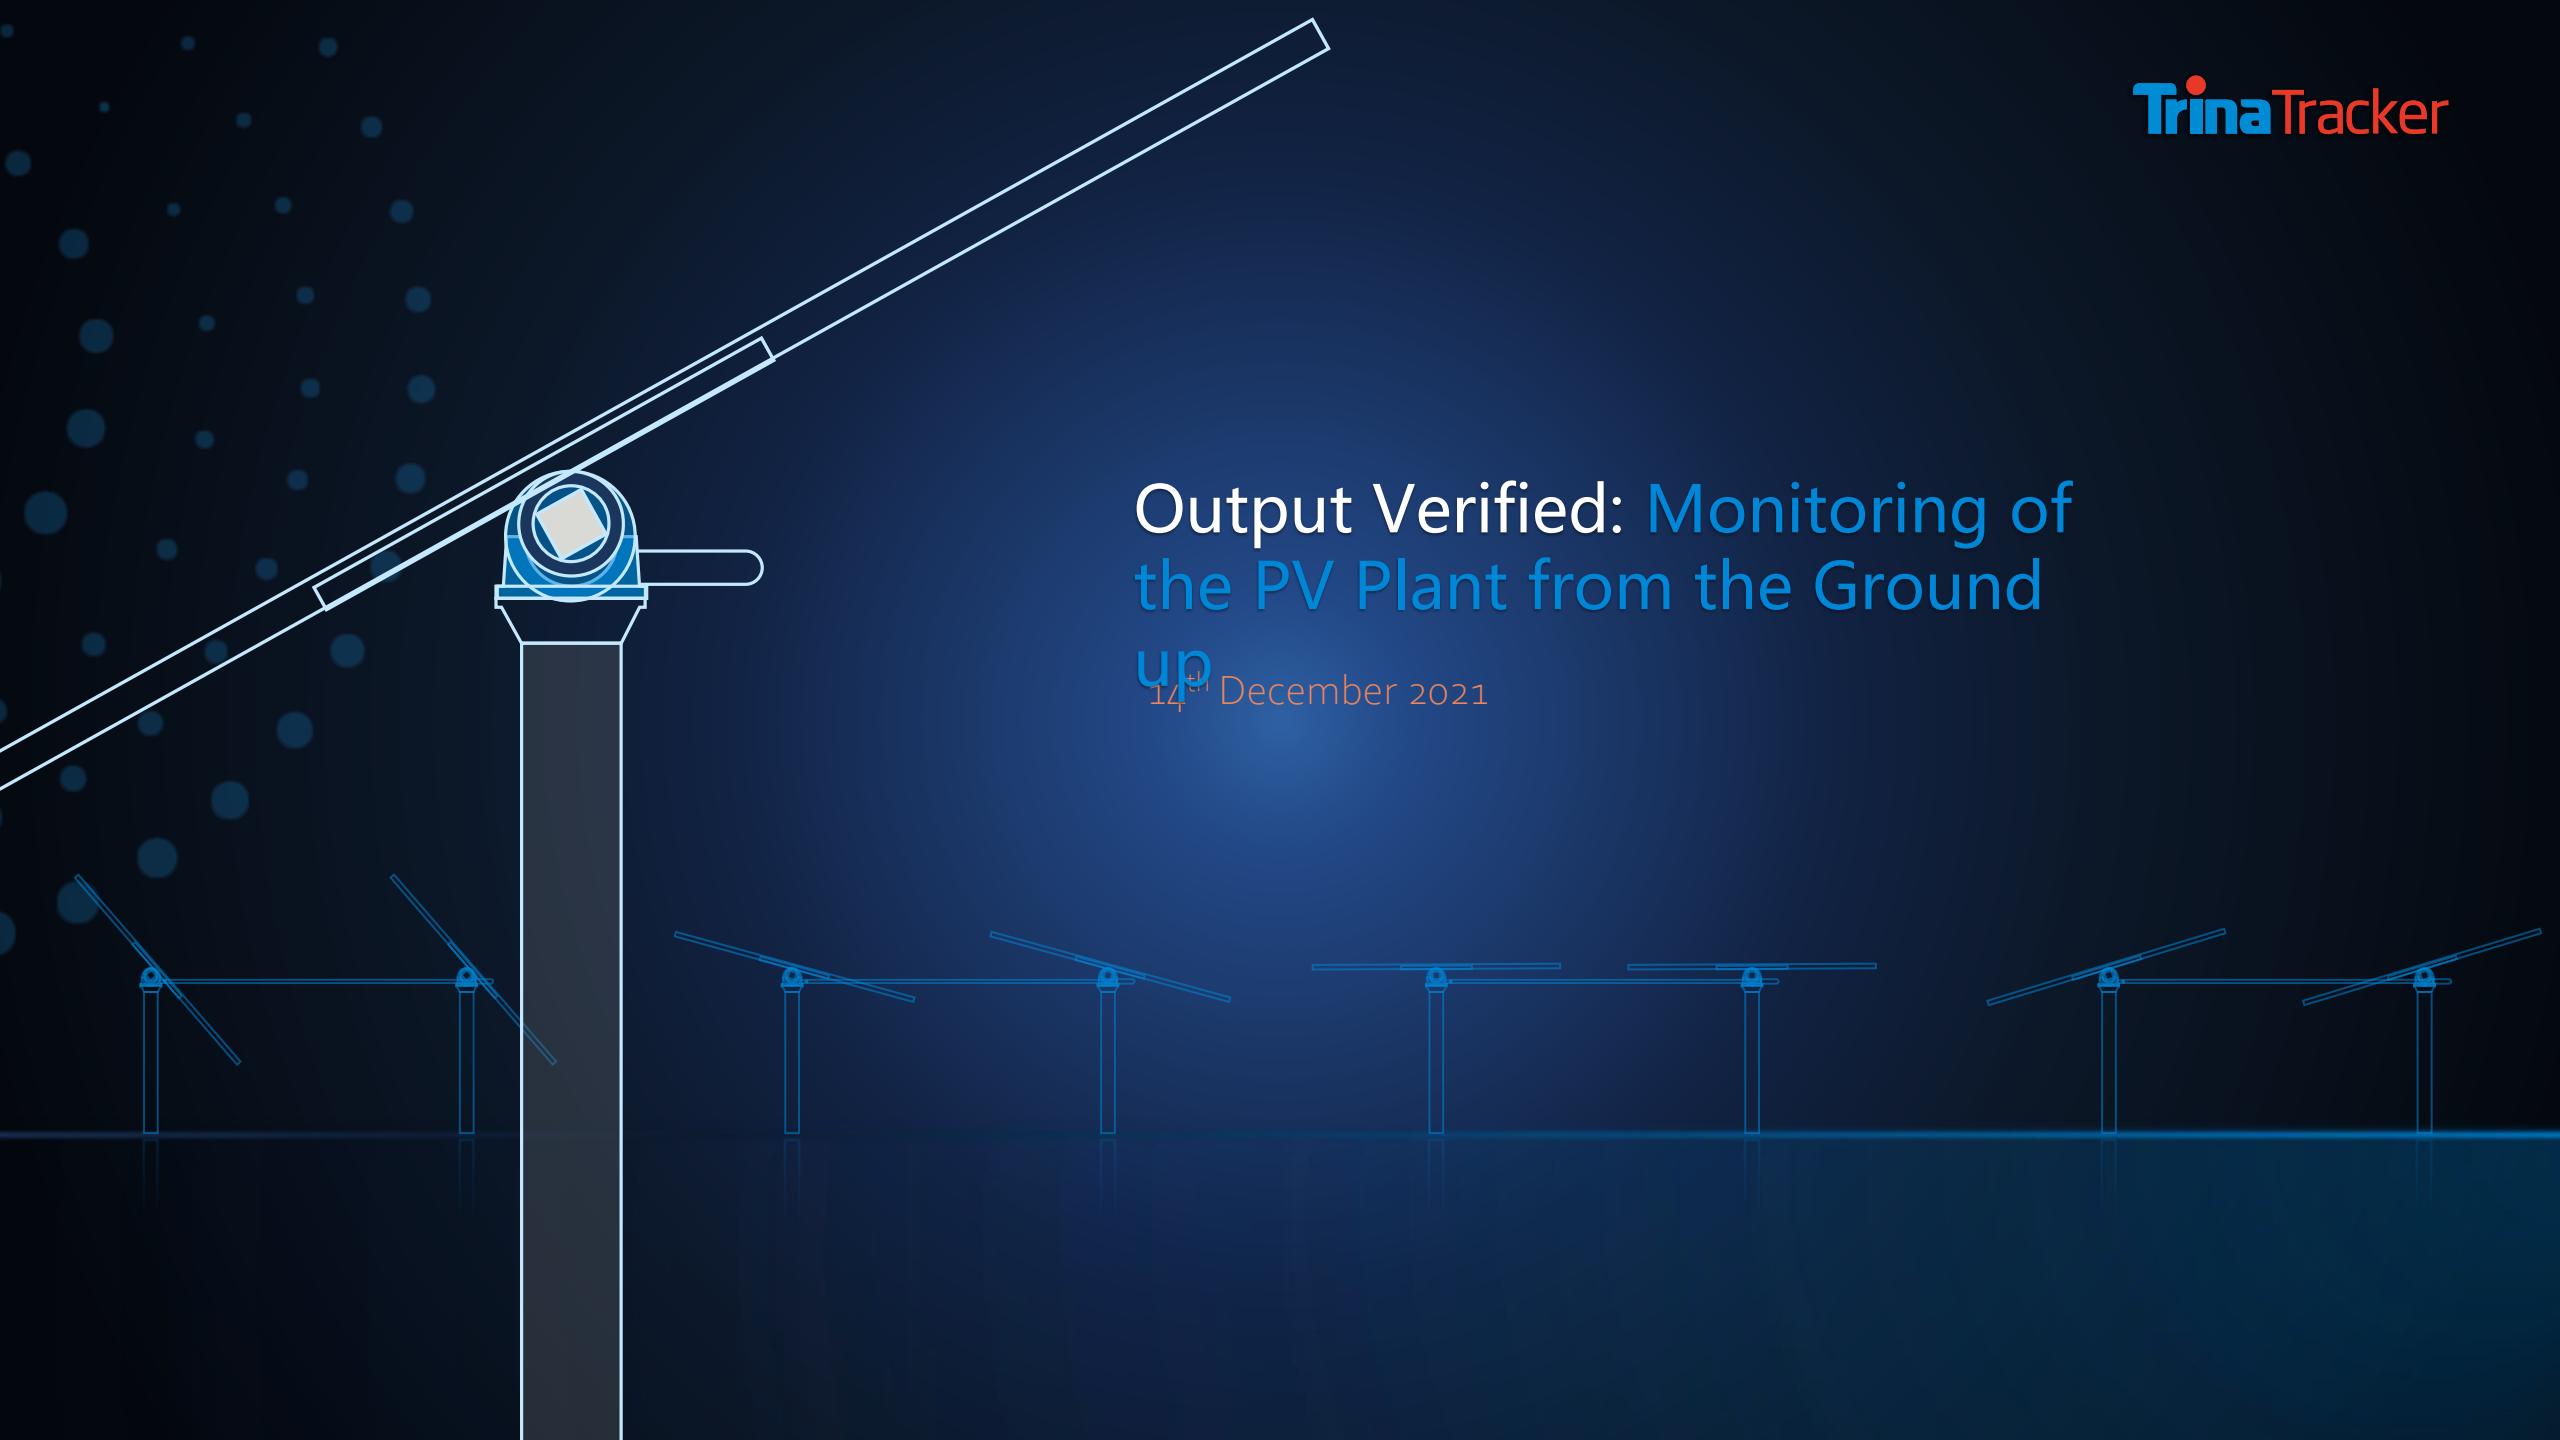 TrinaTracker
Output Verified: Monitoring of
the PV Plant from the Ground
up
14th December 2021